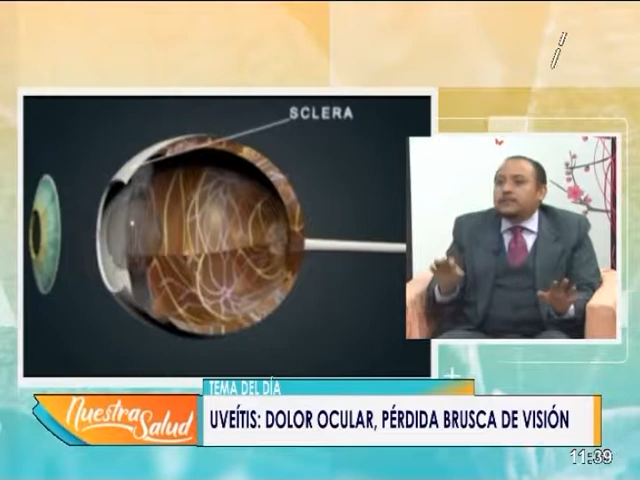 SCLERA
TEMA DEL DÍA
Nuestra Salud
UVEÍTIS: DOLOR OCULAR, PÉRDIDA BRUSCA DE VISIÓN
11:39